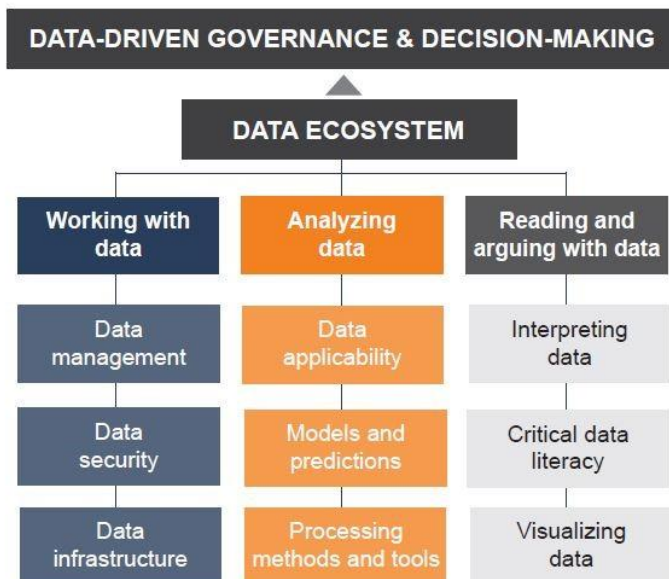 DATA-DRIVEN GOVERNANCE & DECISION-MAKING
DATA ECOSYSTEM
Working with
data
Data
management
Data
security
Data
infrastructure
Analyzing
data
Data
applicability
Models and
predictions
Processing
methods and tools
Reading and
arguing with data
Interpreting
data
Critical data
literacy
Visualizing
data